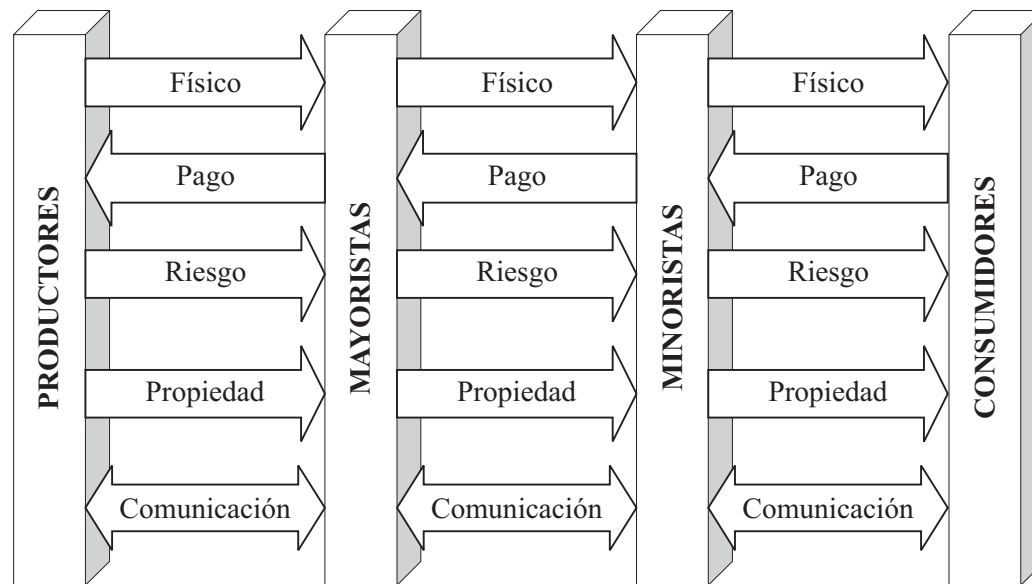 PRODUCTORES
MAYORISTAS
MINORISTAS
CONSUMIDORES
Físico
Físico
Físico
Pago
Pago
Pago
Riesgo
Riesgo
Riesgo
Propiedad
Propiedad
Propiedad
Comunicación
Comunicación
Comunicación